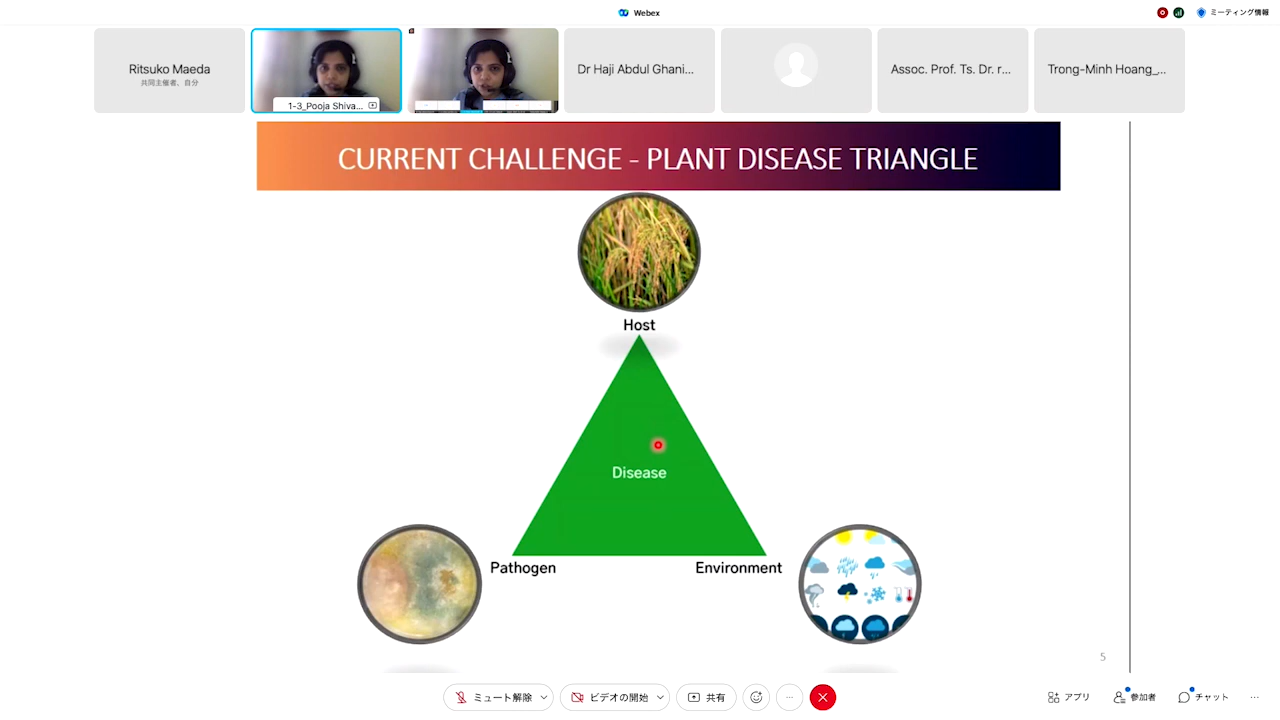 Webex
ミーティング情報
Ritsuko Maeda
共同主催者、自分
1-3_Pooja Shiva...
Dr Haji Abdul Ghani...
Assoc. Prof. Ts. Dr. r...
Trong-Minh Hoang_...
CURRENT CHALLENGE - PLANT DISEASE TRIANGLE
Host
Disease
Pathogen
Environment
5
ミュート解除
ビデオの開始
共有
アプリ
参加者
チャット